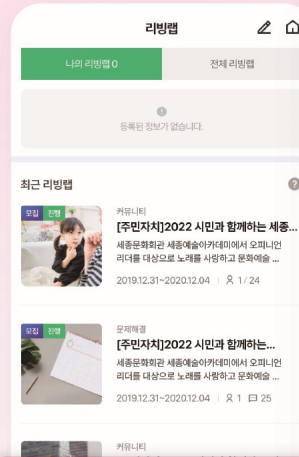 리빙랩
나의 리빙랩 0
전체 리빙랩
등록된 정보가 없습니다.
최근 리빙랩
모집 진행
커뮤니티
[주민자치]2022 시민과 함께하는 세종...
세종문화회관 세종예술아카데미에서 오피니언
리더를 대상으로 노래를 사랑하고 문화예술 ...
2019.12.31~2020.12.04 1 / 24
모집 진행
문제해결
[주민자치]2022 시민과 함께하는...
세종문화회관 세종예술아카데미에서 오피니언
리더를 대상으로 노래를 사랑하고 문화예술 ...
2019.12.31~2020.12.04 1 25
모집 진행
커뮤니티